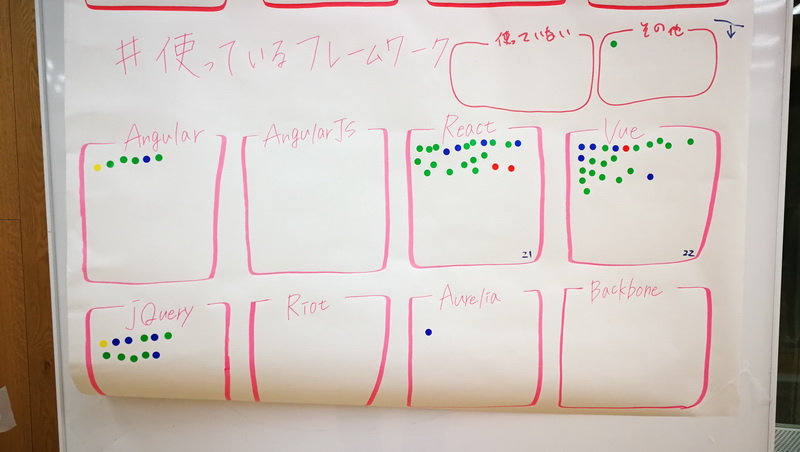 #使っているフレームワーク
使っていない
その他
Angular
AngularJS
React
Vue
21
22
jQuery
Riot
Aurelia
Backbone